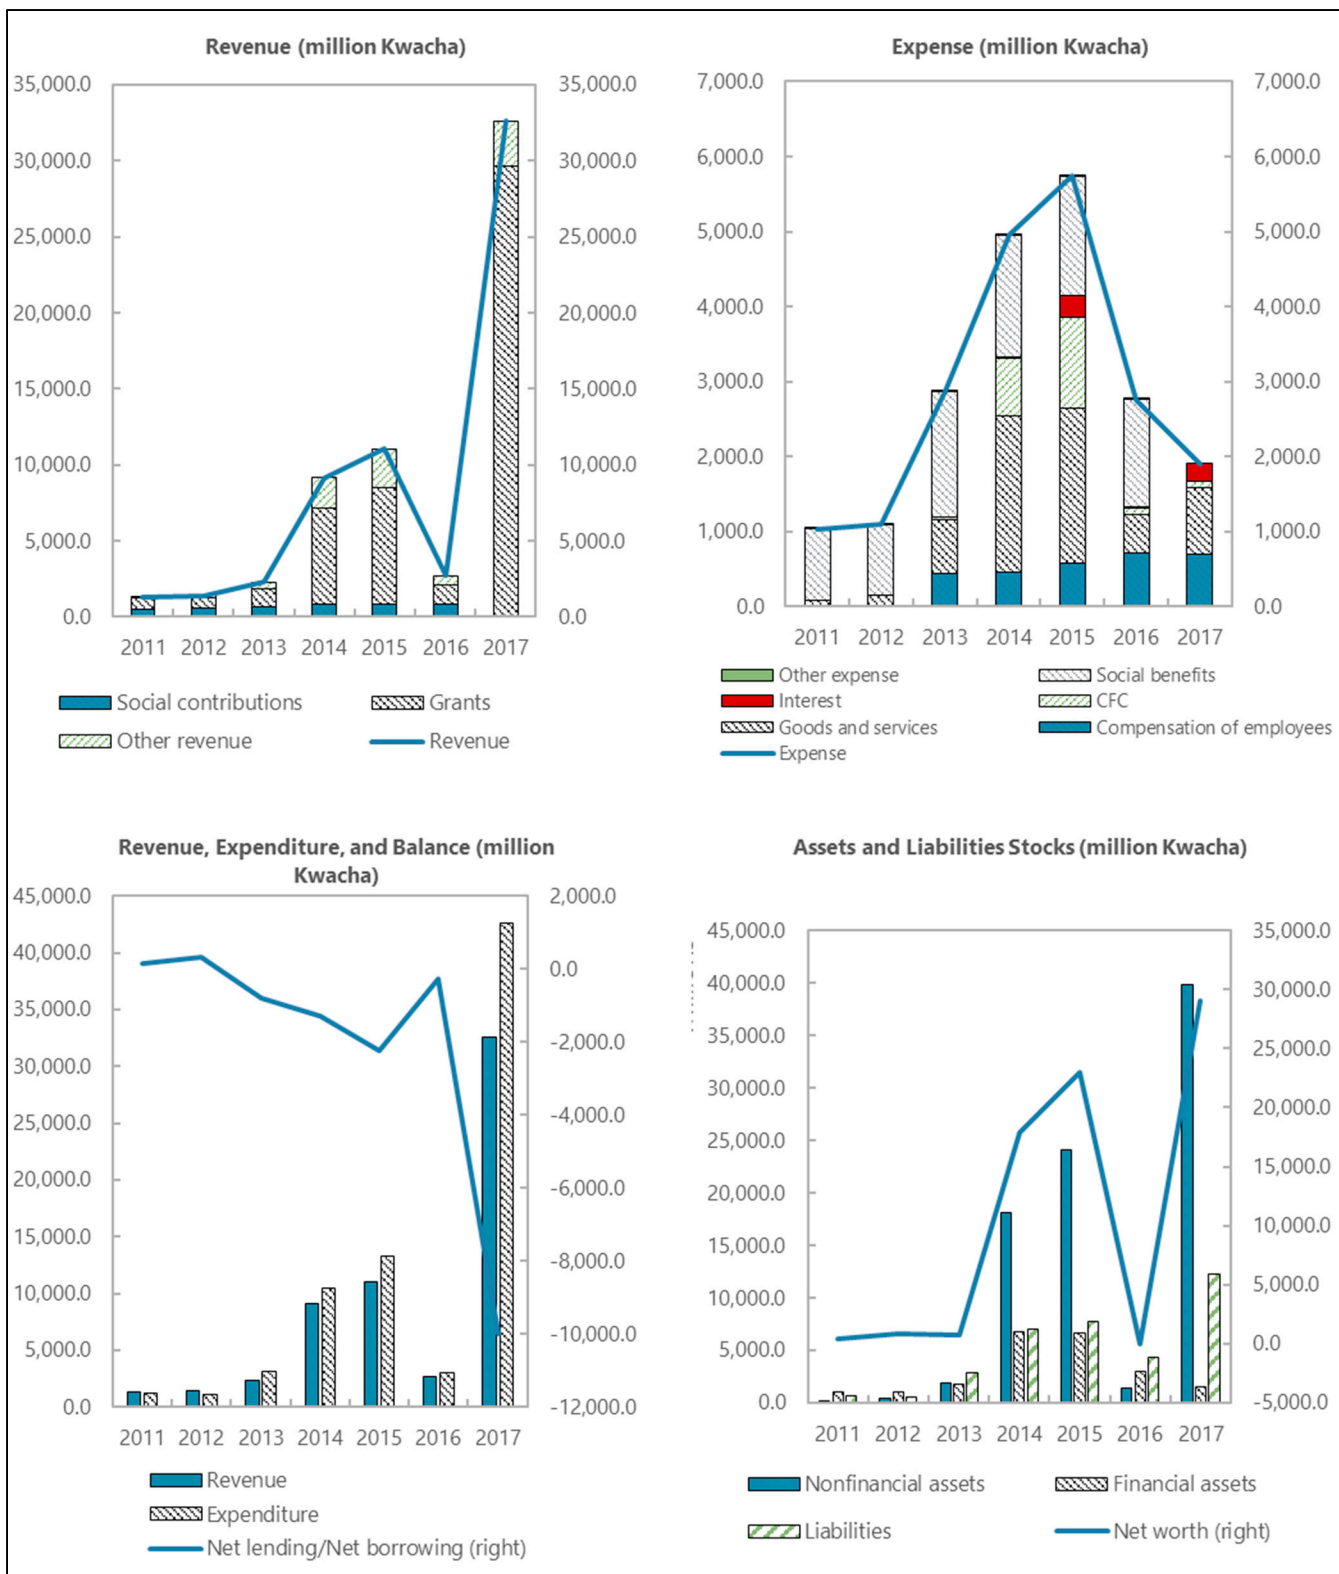 Revenue (million Kwacha)
35,000.0 35,000.0
30,000.0 30,000.0
25,000.0 25,000.0
20,000.0 20,000.0
15,000.0 15,000.0
10,000.0 10,000.0
5,000.0 5,000.0
0.0 0.0
2011 2012 2013 2014 2015 2016 2017
Social contributions Grants
Other revenue Revenue
Expense (million Kwacha)
7,000.0 7,000.0
6,000.0 6,000.0
5,000.0 5,000.0
4,000.0 4,000.0
3,000.0 3,000.0
2,000.0 2,000.0
1,000.0 1,000.0
0.0 0.0
2011 2012 2013 2014 2015 2016 2017
Other expense Social benefits
Interest CFC
Goods and services Compensation of employees
Expense
Revenue, Expenditure, and Balance (million
Kwacha)
45,000.0 2,000.0
40,000.0 0.0
35,000.0 -2,000.0
30,000.0 -4,000.0
25,000.0 -6,000.0
20,000.0 -8,000.0
15,000.0 -10,000.0
10,000.0 -12,000.0
5,000.0
0.0
2011 2012 2013 2014 2015 2016 2017
Revenue
Expenditure
Net lending/Net borrowing (right)
Assets and Liabilities Stocks (million Kwacha)
45,000.0 35,000.0
40,000.0 30,000.0
35,000.0 25,000.0
30,000.0 20,000.0
25,000.0 15,000.0
20,000.0 10,000.0
15,000.0 5,000.0
10,000.0 0.0
5,000.0 -5,000.0
0.0
2011 2012 2013 2014 2015 2016 2017
Nonfinancial assets Financial assets
Liabilities Net worth (right)